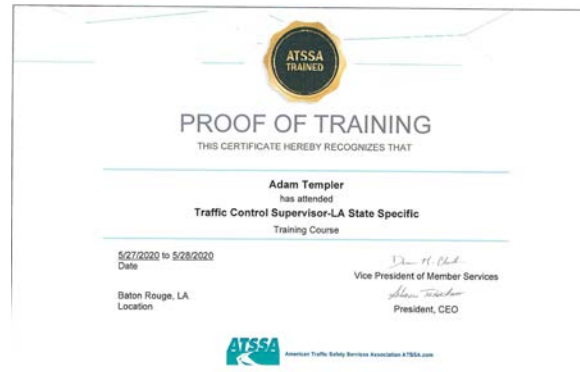 ATSSA
TRAINED
PROOF OF TRAINING
THIS CERTIFICATE HEREBY RECOGNIZES THAT
Adam Templer
has attended
Traffic Control Supervisor-LA State Specific
Training Course
5/27/2020 to 5/28/2020
Date
Vice President of Member Services
Baton Rouge, LA
Location
President, CEO
ATSSA
American Traffic Safety Services Association ATSSA.com